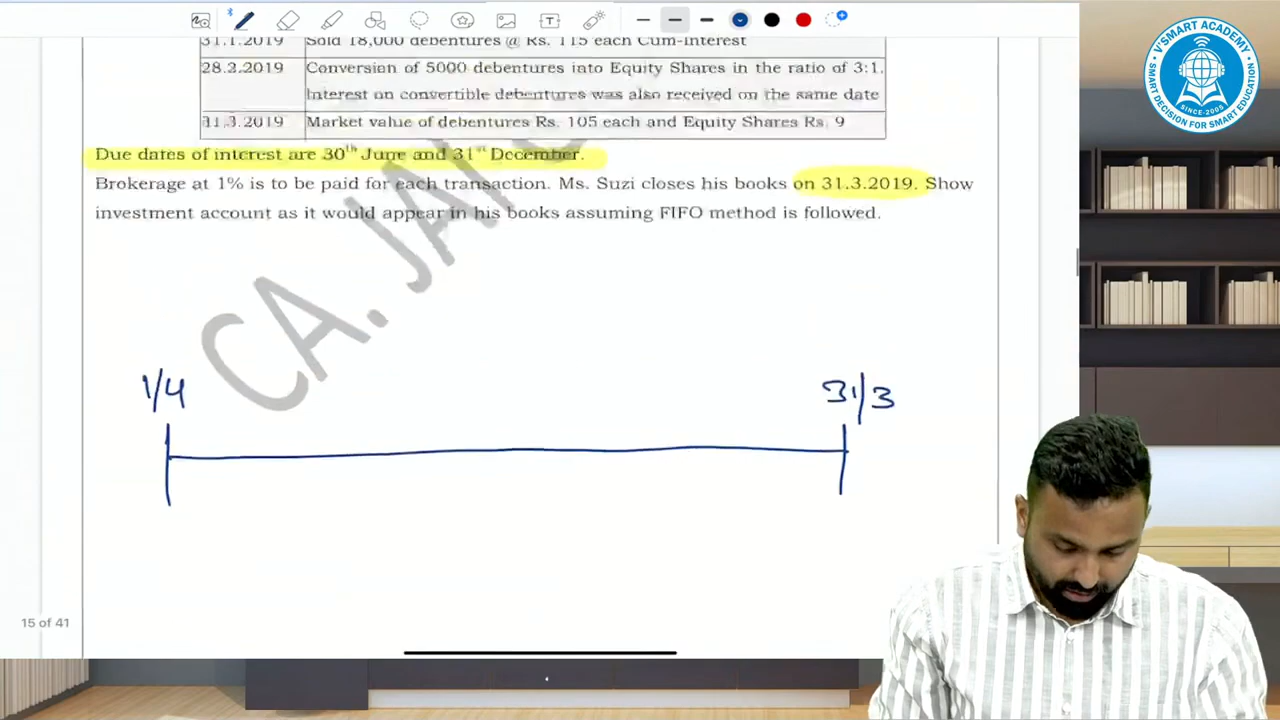 31.1.2019 Sold 18,000 debentures @ Rs. 115 each Cum-Interest
28.2.2019 Conversion of 5000 debentures into Equity Shares in the ratio of 3:1.
Interest on convertible debentures was also received on the same date
31.3.2019 Market value of debentures Rs. 105 each and Equity Shares Rs. 9
Due dates of interest are 30th June and 31st December.
Brokerage at 1% is to be paid for each transaction. Ms. Suzi closes his books on 31.3.2019. Show
investment account as it would appear in his books assuming FIFO method is followed.
CA. JAI
1/4
31/3
15 of 41
V'SMART ACADEMY
SMART DECISION FOR SMART EDUCATION
SINCE-2005
T